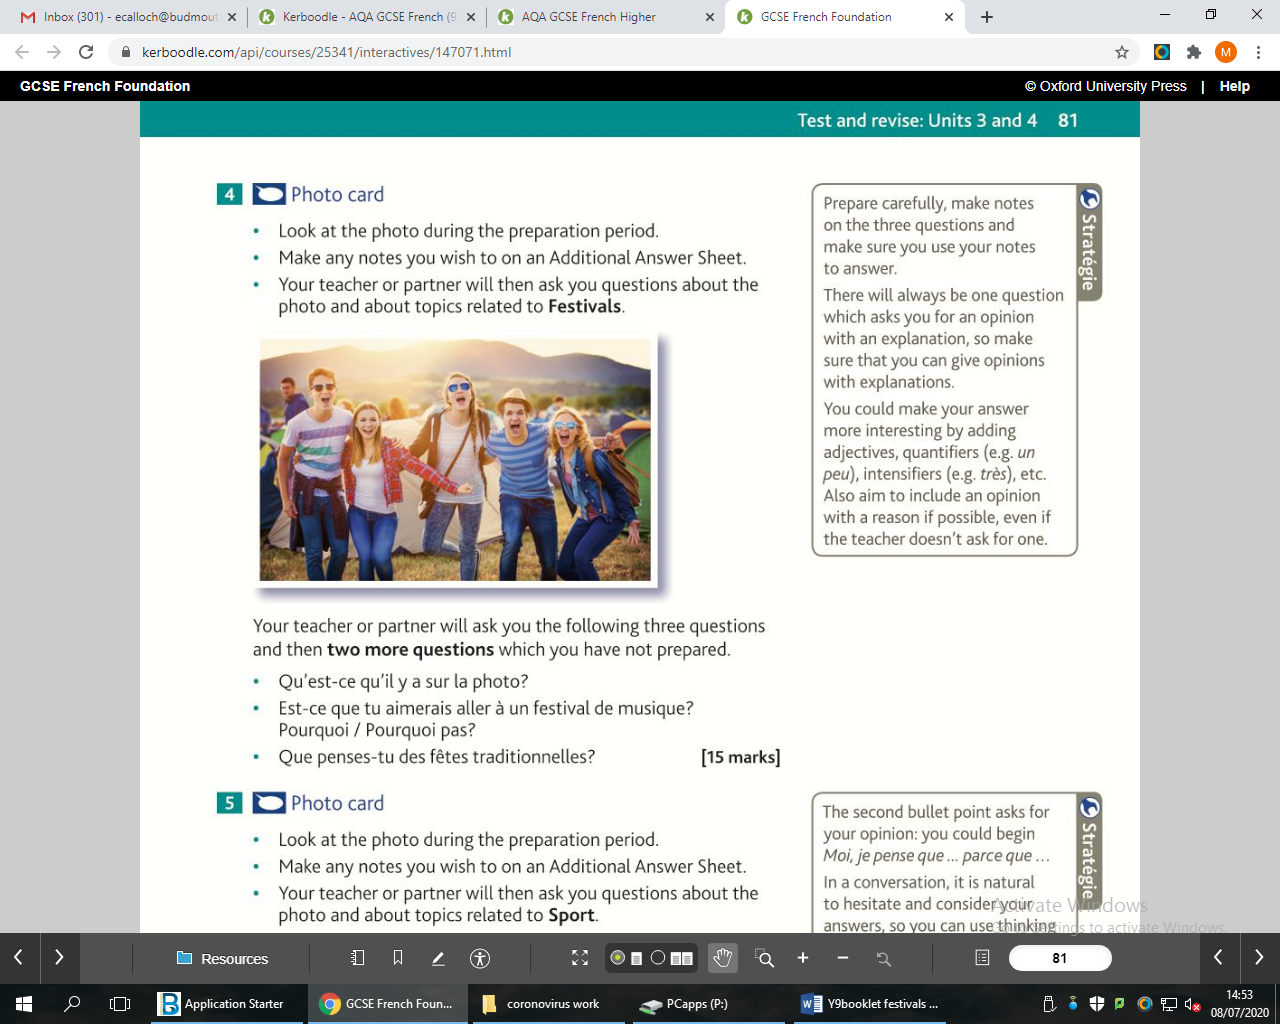 Inbox (301) - ecalloch@budmout
Kerboodle - AQA GCSE French (9
AQA GCSE French Higher
GCSE French Foundation
kerboodle.com/api/courses/25341/interactives/147071.html
M
GCSE French Foundation
© Oxford University Press | Help
Test and revise: Units 3 and 4 81
4 Photo card
• Look at the photo during the preparation period.
• Make any notes you wish to on an Additional Answer Sheet.
• Your teacher or partner will then ask you questions about the
photo and about topics related to Festivals.
Your teacher or partner will ask you the following three questions
and then two more questions which you have not prepared.
• Qu'est-ce qu'il y a sur la photo?
• Est-ce que tu aimerais aller à un festival de musique?
Pourquoi / Pourquoi pas?
• Que penses-tu des fêtes traditionnelles? [15 marks]
Stratégie
Prepare carefully, make notes
on the three questions and
make sure you use your notes
to answer.
There will always be one question
which asks you for an opinion
with an explanation, so make
sure that you can give opinions
with explanations.
You could make your answer
more interesting by adding
adjectives, quantifiers (e.g. un
peu), intensifiers (e.g. très), etc.
Also aim to include an opinion
with a reason if possible, even if
the teacher doesn't ask for one.
5 Photo card
• Look at the photo during the preparation period.
• Make any notes you wish to on an Additional Answer Sheet.
• Your teacher or partner will then ask you questions about the
photo and about topics related to Sport.
Stratégie
The second bullet point asks for
your opinion: you could begin
Moi, je pense que ... parce que ...
In a conversation, it is natural
to hesitate and consider your
answers, so you can use thinking
Activate Windows
Go to Settings to activate Windows.
Resources
81
Application Starter
GCSE French Foun...
coronovirus work
PCapps (P:)
Y9booklet festivals ...
14:53
08/07/2020